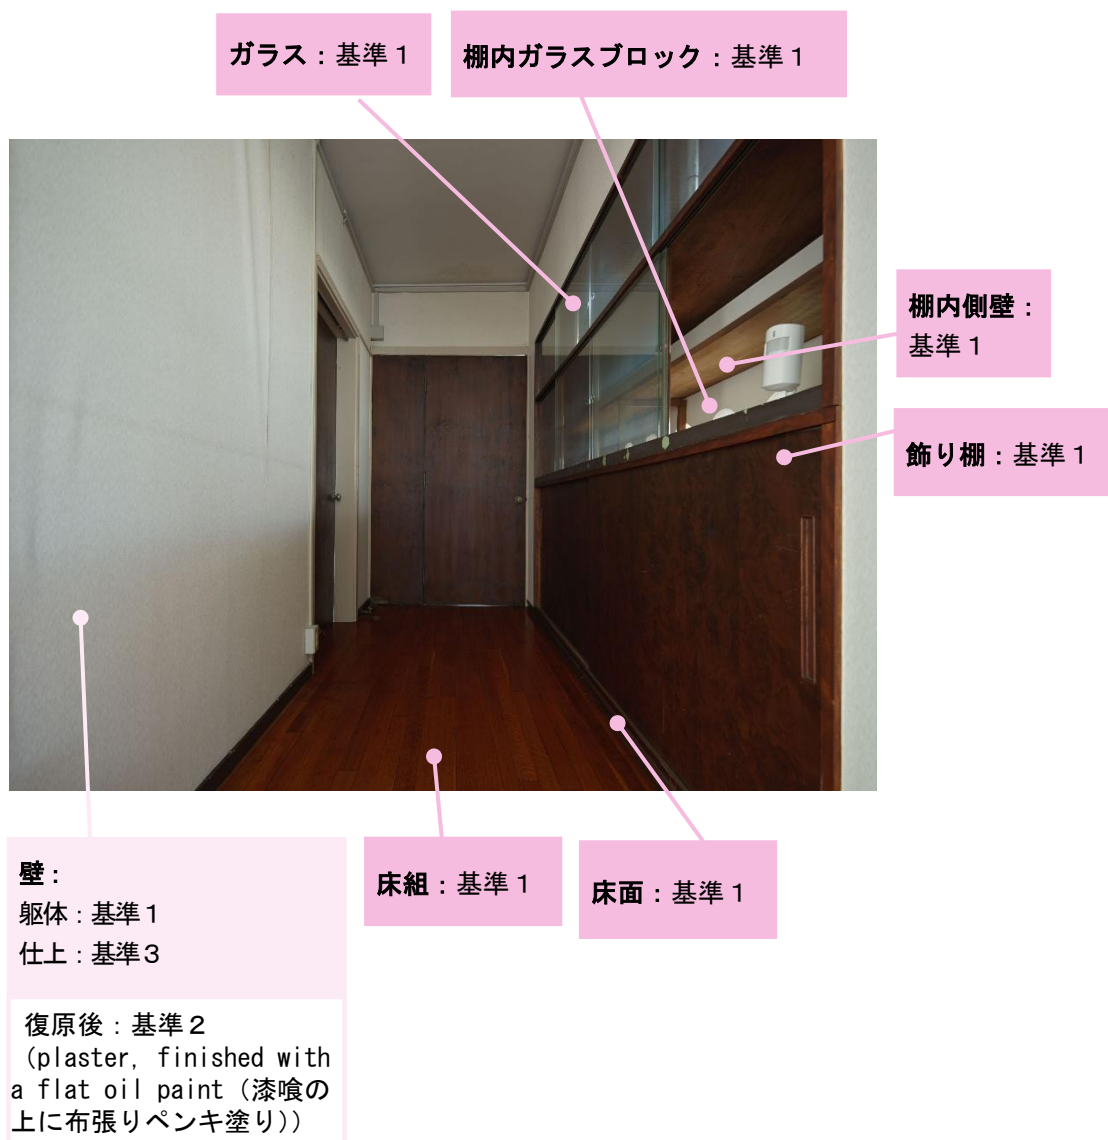 ガラス：基準１
棚内ガラスブロック：基準１
棚内側壁：
基準１
飾り棚：基準１
壁：
躯体：基準１
仕上：基準３
復原後：基準２
(plaster, finished with
a flat oil paint (漆喰の
上に布張りペンキ塗り))
床組：基準１
床面：基準１